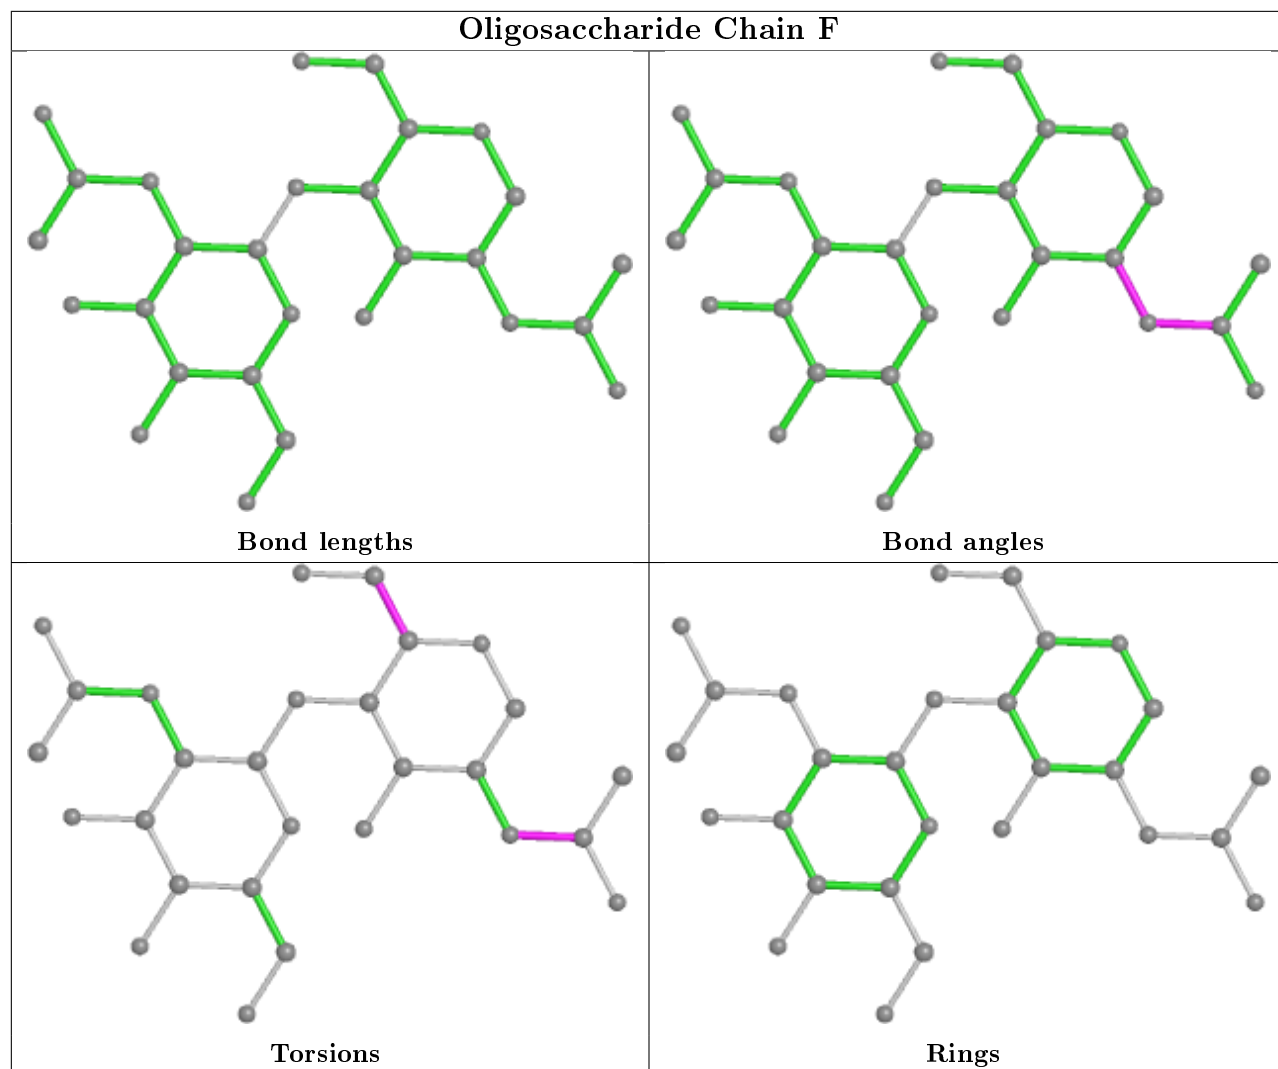 Oligosaccharide Chain F
Bond lengths
Bond angles
Torsions
Rings